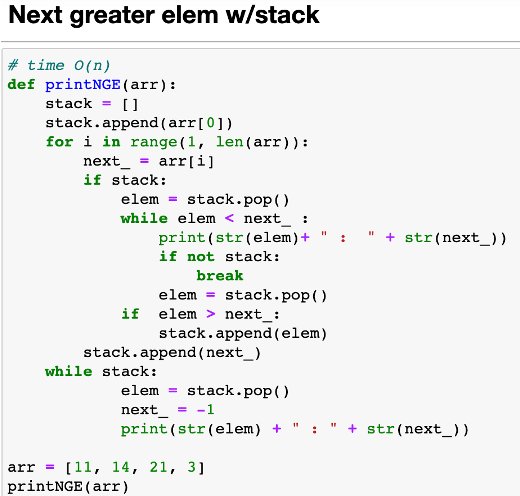 Next greater elem w/stack
# time O(n)
def printNGE(arr):
    stack = []
    stack.append(arr[0])
    for i in range(1, len(arr)):
        next_ = arr[i]
        if stack:
            elem = stack.pop()
            while elem < next_ :
                print(str(elem)+ " :  " + str(next_))
                if not stack:
                    break
                elem = stack.pop()
            if  elem > next_:
                stack.append(elem)
        stack.append(next_)
    while stack:
            elem = stack.pop()
            next_ = -1
            print(str(elem) + " : " + str(next_))
arr = [11, 14, 21, 3]
printNGE(arr)